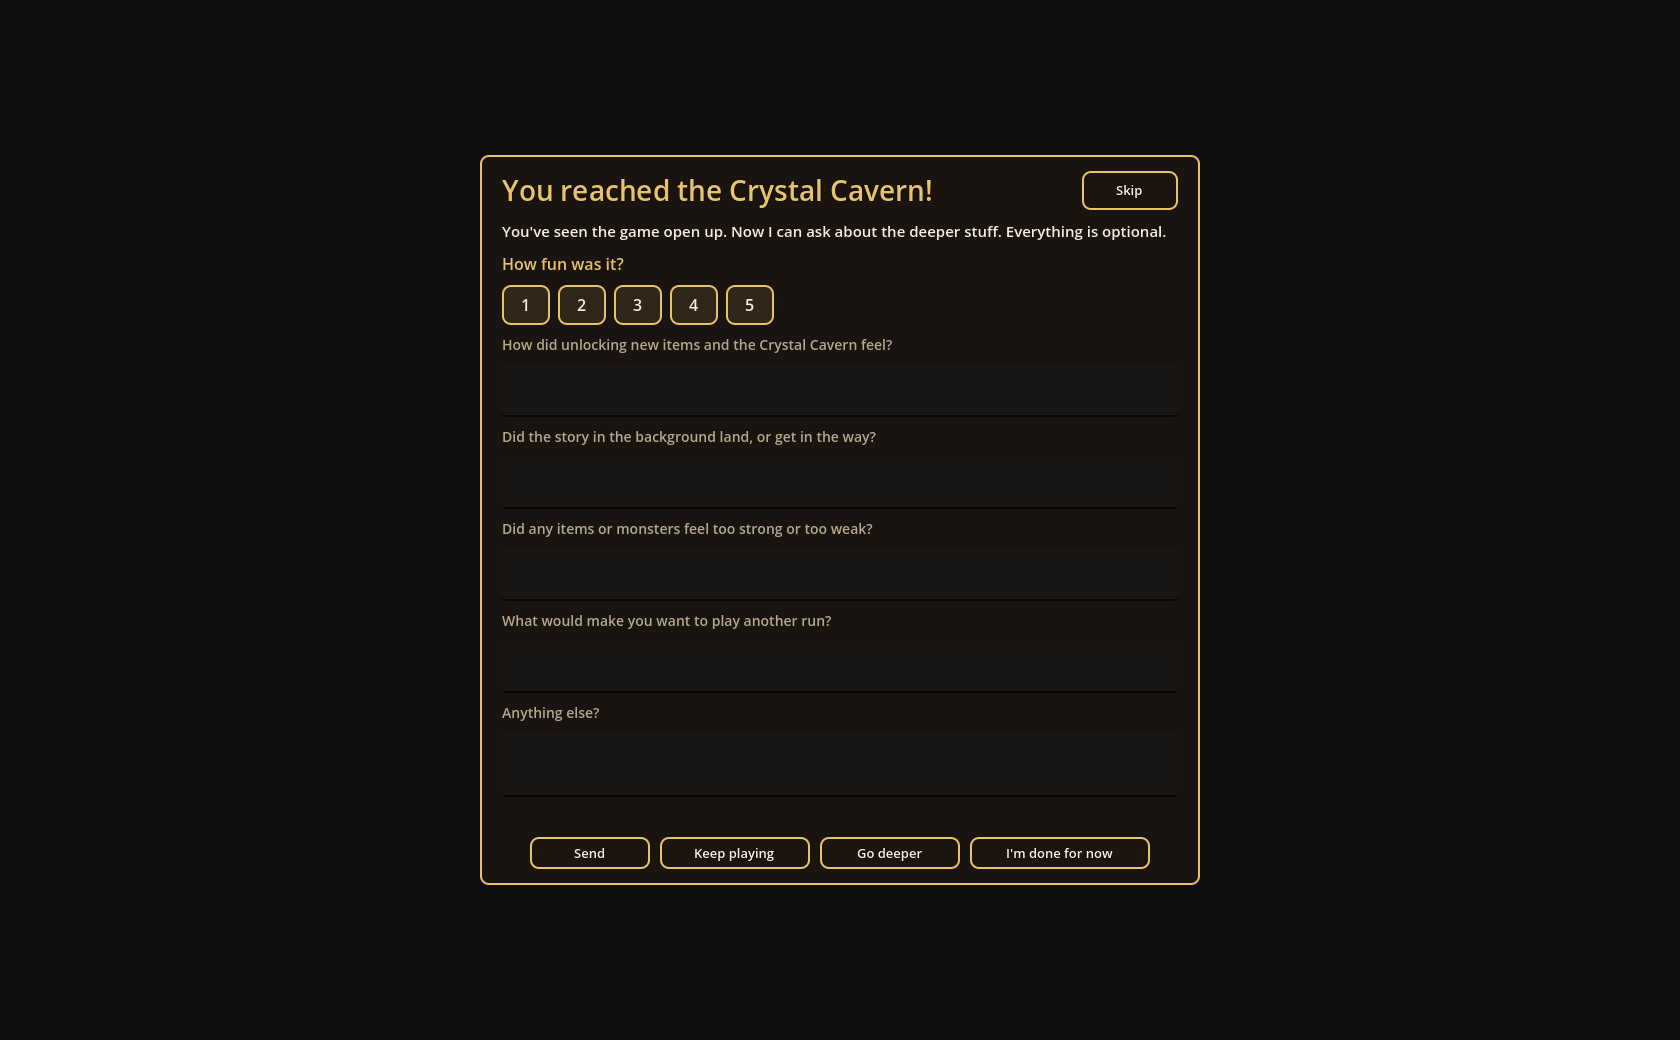 You reached the Crystal Cavern!
Skip
You've seen the game open up. Now I can ask about the deeper stuff. Everything is optional.
How fun was it?
1 2 3 4 5
How did unlocking new items and the Crystal Cavern feel?
Did the story in the background land, or get in the way?
Did any items or monsters feel too strong or too weak?
What would make you want to play another run?
Anything else?
Send Keep playing Go deeper I'm done for now